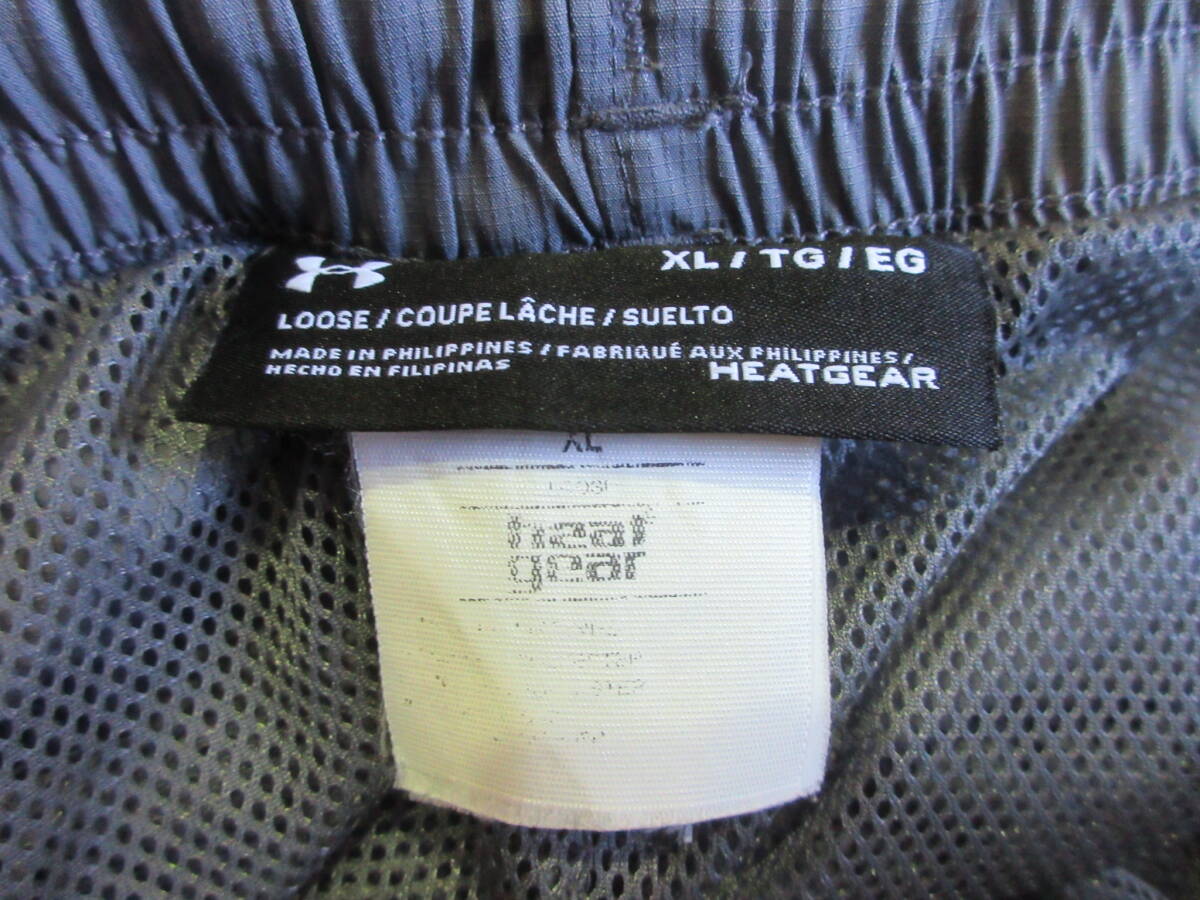 XL / TG / EG
LOOSE / COUPE LÂCHE / SUELTO
MADE IN PHILIPPINES / FABRIQUÉ AUX PHILIPPINES /
HECHO EN FILIPINAS
HEATGEAR
XL
heat
gear